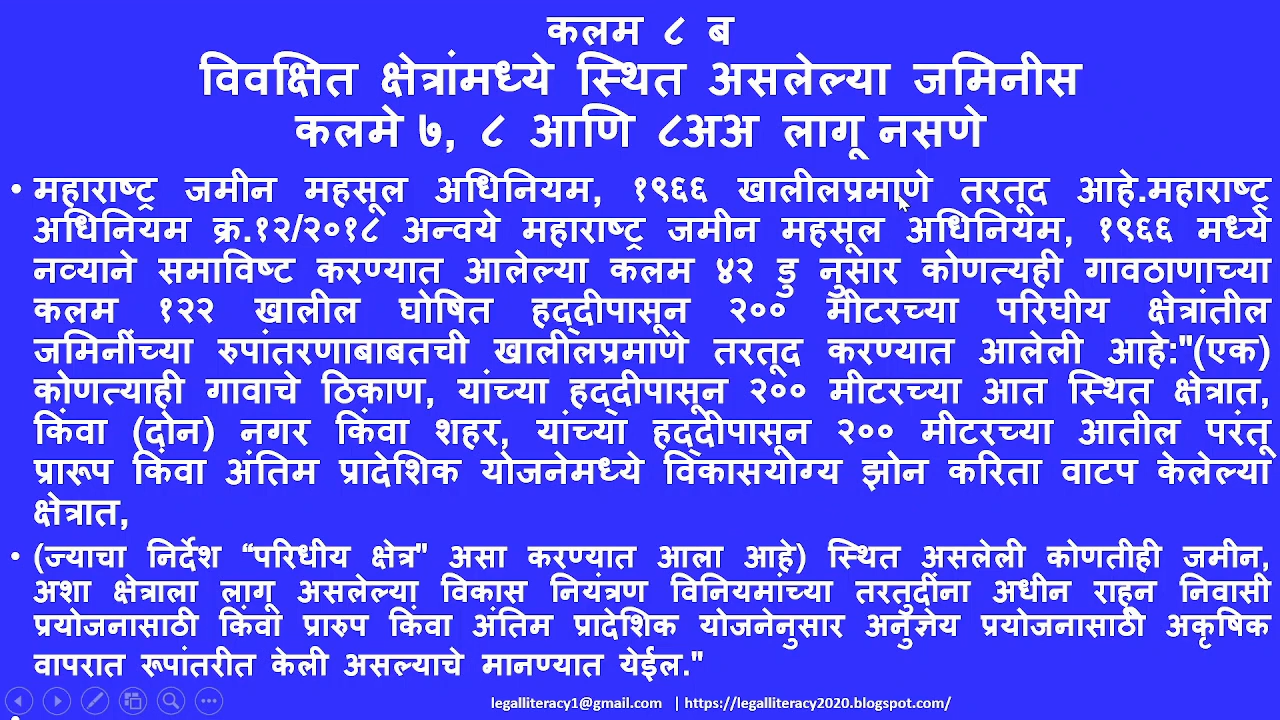 कलम ८ ब
विवक्षित क्षेत्रांमध्ये स्थित असलेल्या जमिनीस
कलमे ७, ८ आणि ८अअ लागू नसणे
• महाराष्ट्र जमीन महसूल अधिनियम, १९६६ खालीलप्रमाणे तरतूद आहे.महाराष्ट्र
अधिनियम क्र.१२/२०१८ अन्वये महाराष्ट्र जमीन महसूल अधिनियम, १९६६ मध्ये
नव्याने समाविष्ट करण्यात आलेल्या कलम ४२ डु नुसार कोणत्यही गावठाणाच्या
कलम १२२ खालील घोषित हद्दीपासून २०० मीटरच्या परिघीय क्षेत्रांतील
जमिनींच्या रुपांतरणाबाबतची खालीलप्रमाणे तरतूद करण्यात आलेली आहे:"(एक)
कोणत्याही गावाचे ठिकाण, यांच्या हद्दीपासून २०० मीटरच्या आत स्थित क्षेत्रात,
किंवा (दोन) नगर किंवा शहर, यांच्या हद्दीपासून २०० मीटरच्या आतील परंतू
प्रारूप किंवा अंतिम प्रादेशिक योजनेमध्ये विकासयोग्य झोन करिता वाटप केलेल्या
क्षेत्रात,
• (ज्याचा निर्देश “परिधीय क्षेत्र" असा करण्यात आला आहे) स्थित असलेली कोणतीही जमीन,
अशा क्षेत्राला लागू असलेल्या विकास नियंत्रण विनियमांच्या तरतुदींना अधीन राहून निवासी
प्रयोजनासाठी किंवा प्रारुप किंवा अंतिम प्रादेशिक योजनेनुसार अनुज्ञेय प्रयोजनासाठी अकृषिक
वापरात रूपांतरीत केली असल्याचे मानण्यात येईल."
legalliteracy1@gmail.com | https://legalliteracy2020.blogspot.com/